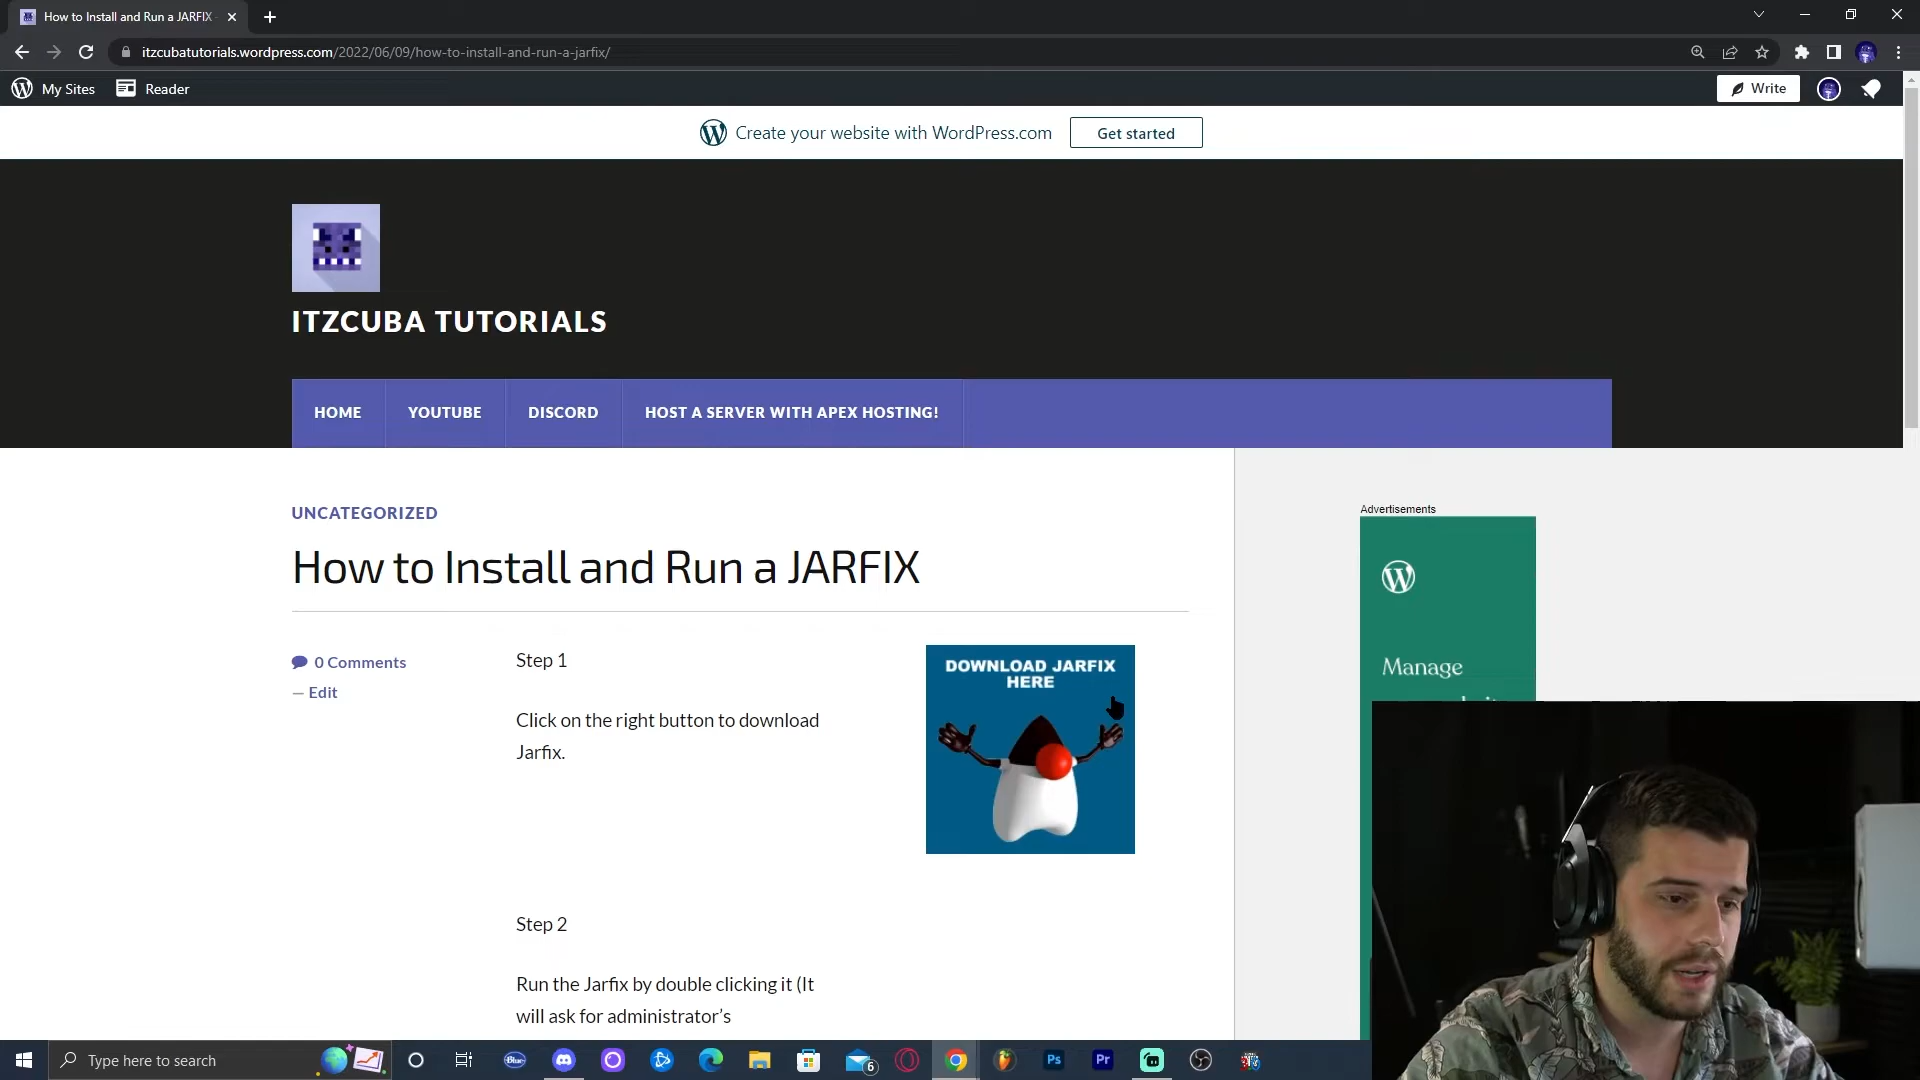 How to Install and Run a JARFIX
itzcubatutorials.wordpress.com/2022/06/09/how-to-install-and-run-a-jarfix/
My Sites
Reader
Write
Create your website with WordPress.com
Get started
ITZCUBA TUTORIALS
HOME
YOUTUBE
DISCORD
HOST A SERVER WITH APEX HOSTING!
UNCATEGORIZED
How to Install and Run a JARFIX
0 Comments
— Edit
Step 1
Click on the right button to download
Jarfix.
DOWNLOAD JARFIX
HERE
Step 2
Run the Jarfix by double clicking it (It
will ask for administrator’s
Advertisements
Manage
Type here to search
Blue
6
Ps
Pr